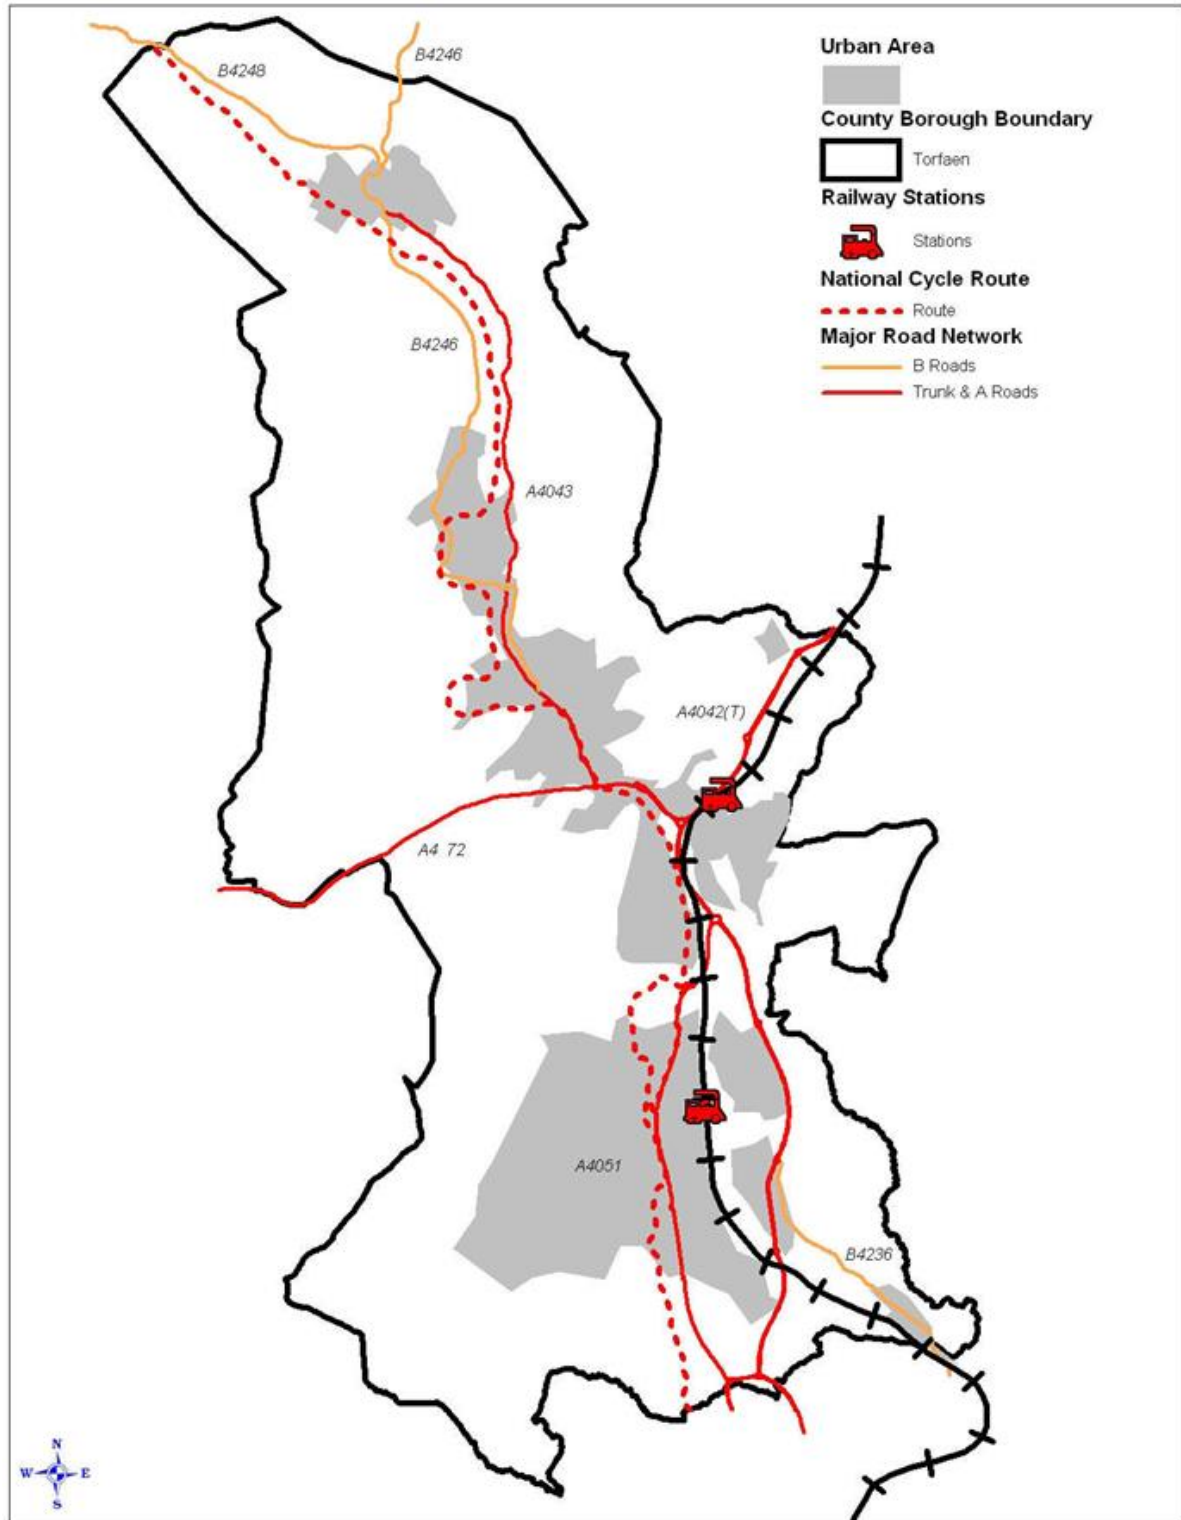 Urban Area
County Borough Boundary
Torfaen
Railway Stations
Stations
National Cycle Route
Route
Major Road Network
B Roads
Trunk & A Roads
B4248
B4246
B4246
A4043
A4042(T)
A4 72
A4051
B4236
N
W E
S